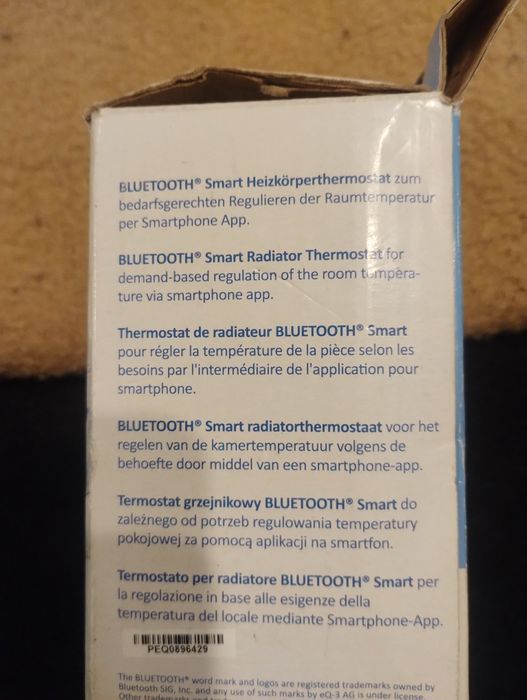 BLUETOOTH® Smart Heizkörperthermostat zum
bedarfsgerechten Regulieren der Raumtemperatur
per Smartphone App.
BLUETOOTH® Smart Radiator Thermostat for
demand-based regulation of the room tempera-
ture via smartphone app.
Thermostat de radiateur BLUETOOTH® Smart
pour régler la température de la pièce selon les
besoins par l'intermédiaire de l'application pour
smartphone.
BLUETOOTH® Smart radiatorthermostaat voor het
regelen van de kamertemperatuur volgens de
behoefte door middel van een smartphone-app.
Termostat grzejnikowy BLUETOOTH® Smart do
zależnego od potrzeb regulowania temperatury
pokojowej za pomocą aplikacji na smartfon.
Termostato per radiatore BLUETOOTH® Smart per
la regolazione in base alle esigenze della
temperatura del locale mediante Smartphone-App.
PEQ0896429
The BLUETOOTH® word mark and logos are registered trademarks owned by
Bluetooth SIG, Inc. and any use of such marks by eQ-3 AG is under license.
Other trademarks and